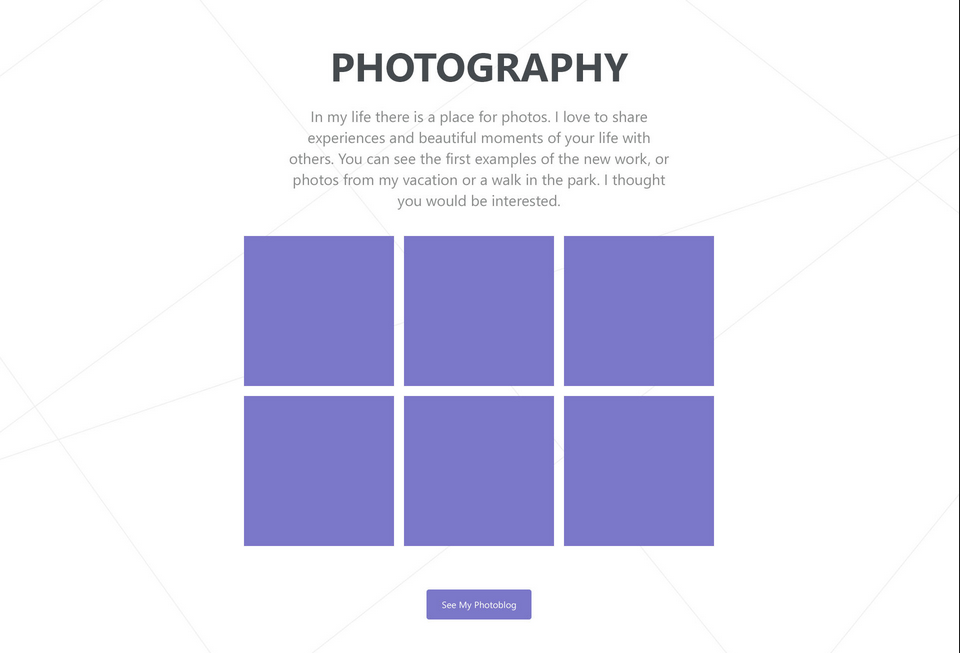 PHOTOGRAPHY
In my life there is a place for photos. I love to share
experiences and beautiful moments of your life with
others. You can see the first examples of the new work, or
photos from my vacation or a walk in the park. I thought
you would be interested.
See My Photoblog